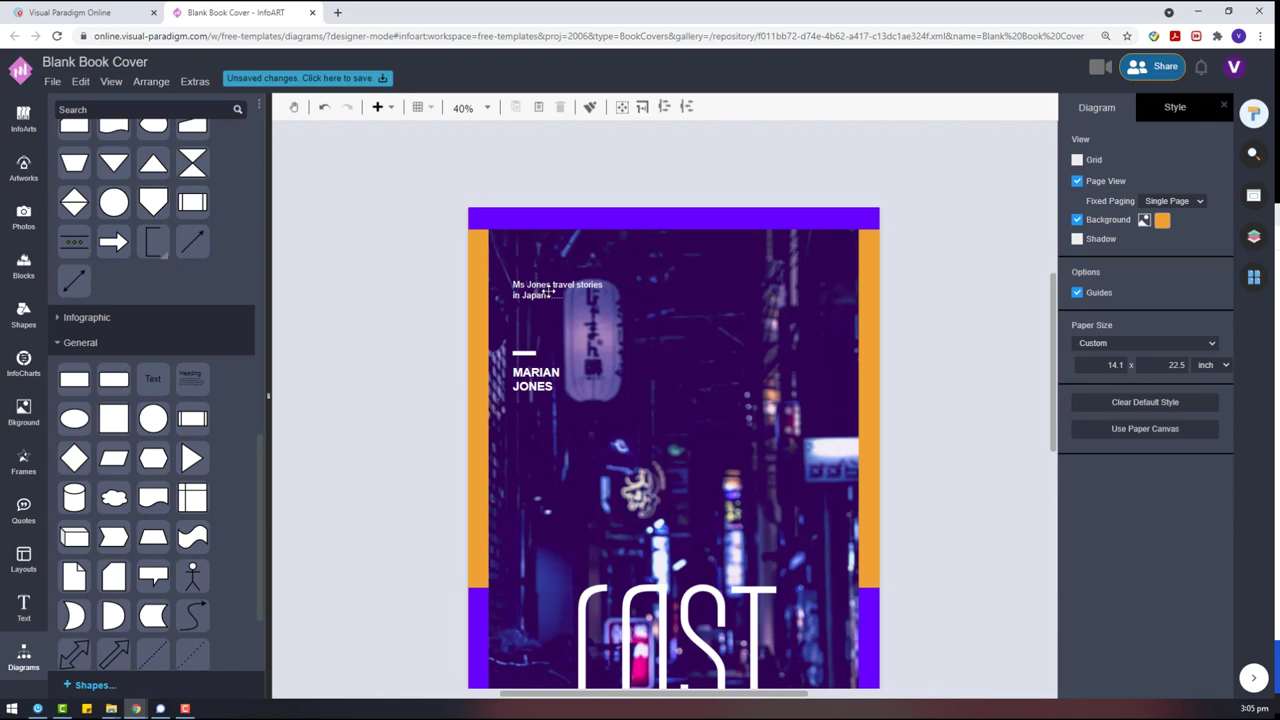 Visual Paradigm Online
Blank Book Cover - InfoART
online.visual-paradigm.com/w/free-templates/diagrams/?designer-mode#infoart:workspace=free-templates&proj=2006&type=BookCovers&gallery=/repository/f011bb72-d74e-4b62-a417-c13dc1ae324f.xml&name=Blank%20Book%20Cover
Blank Book Cover
File Edit View Arrange Extras
Unsaved changes. Click here to save.
Share
V
Search
40%
Diagram
Style
InfoArts
Artworks
Photos
Blocks
Shapes
InfoCharts
Bkground
Frames
Quotes
Layouts
Text
Diagrams
Infographic
General
Text
Heading
Shapes...
View
Grid
Page View
Fixed Paging Single Page
Background
Shadow
Options
Guides
Paper Size
Custom
14.1 x 22.5 inch
Clear Default Style
Use Paper Canvas
Ms Jones travel stories
in Japan
MARIAN
JONES
3:05 pm